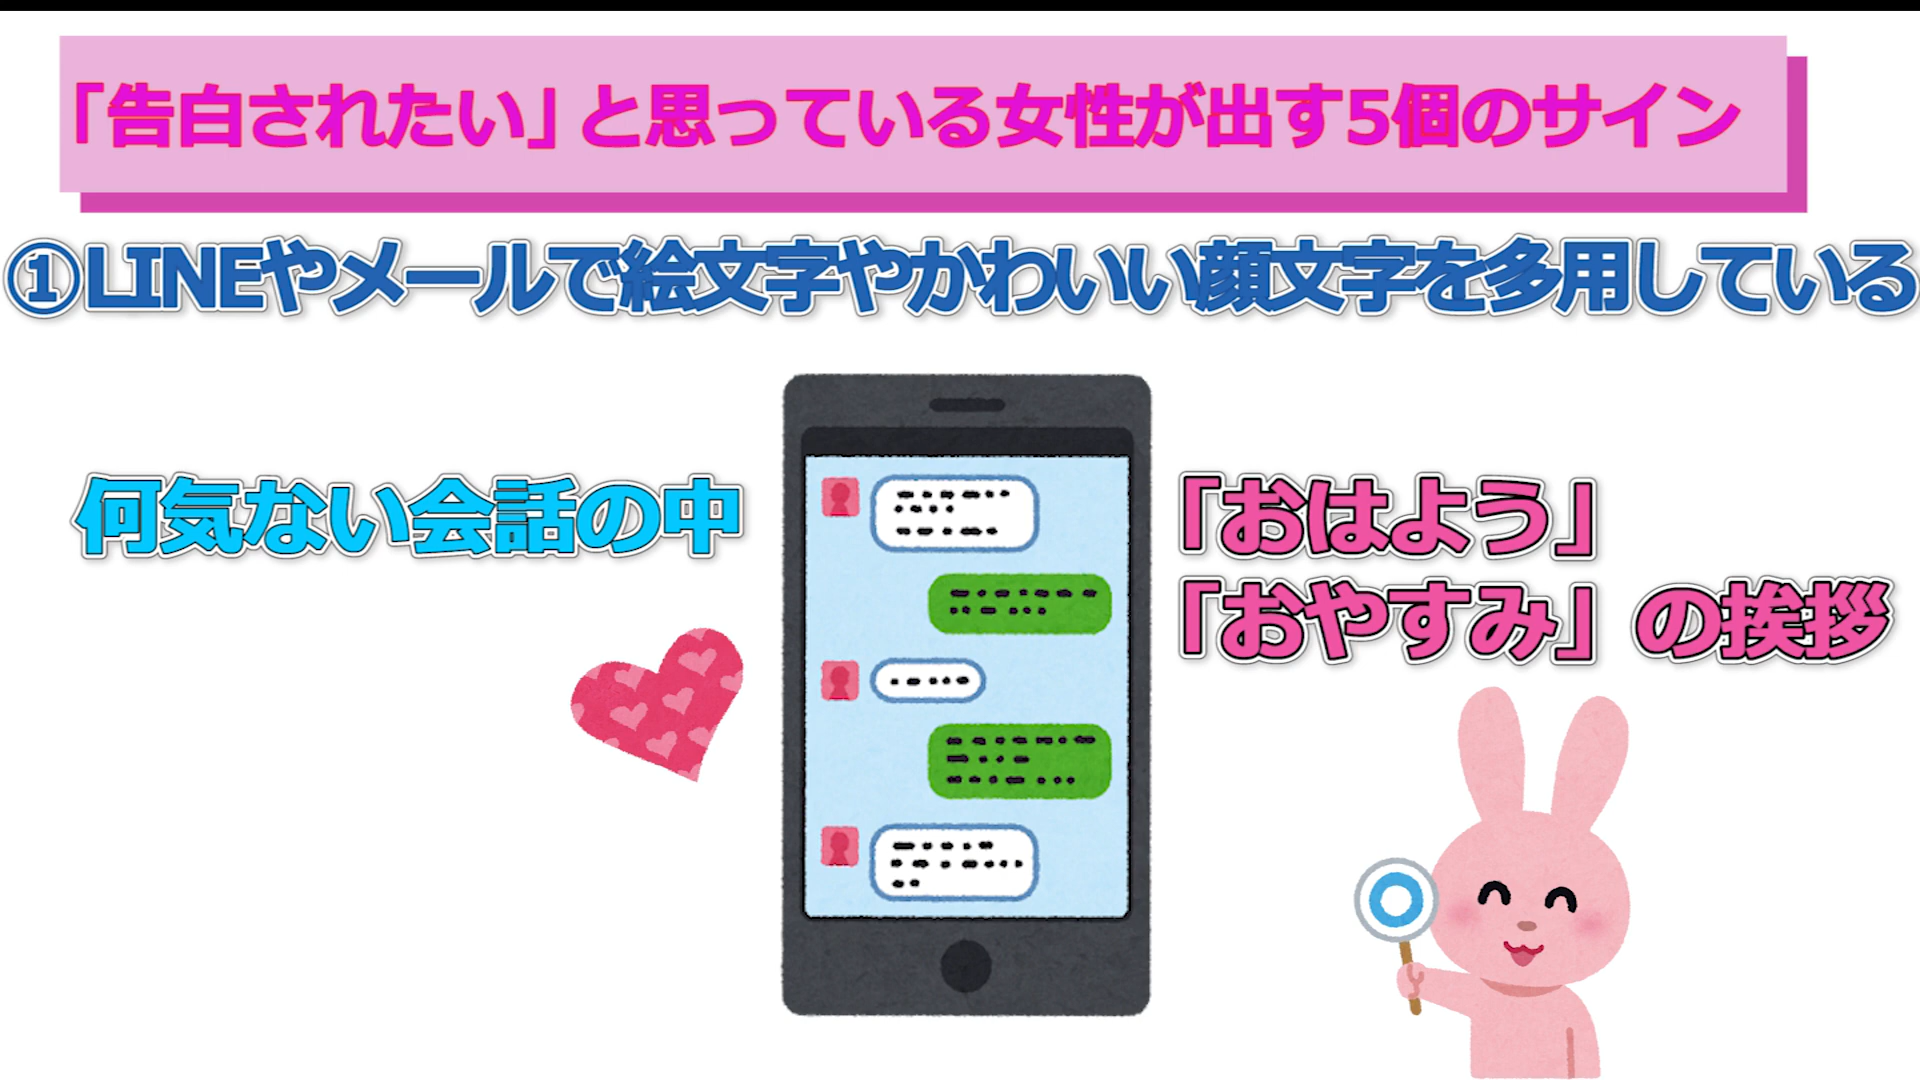 「告白されたい」と思っている女性が出す5個のサイン
①LINEやメールで絵文字やかわいい顔文字を多用している
何気ない会話の中
「おはよう」
「おやすみ」の挨拶